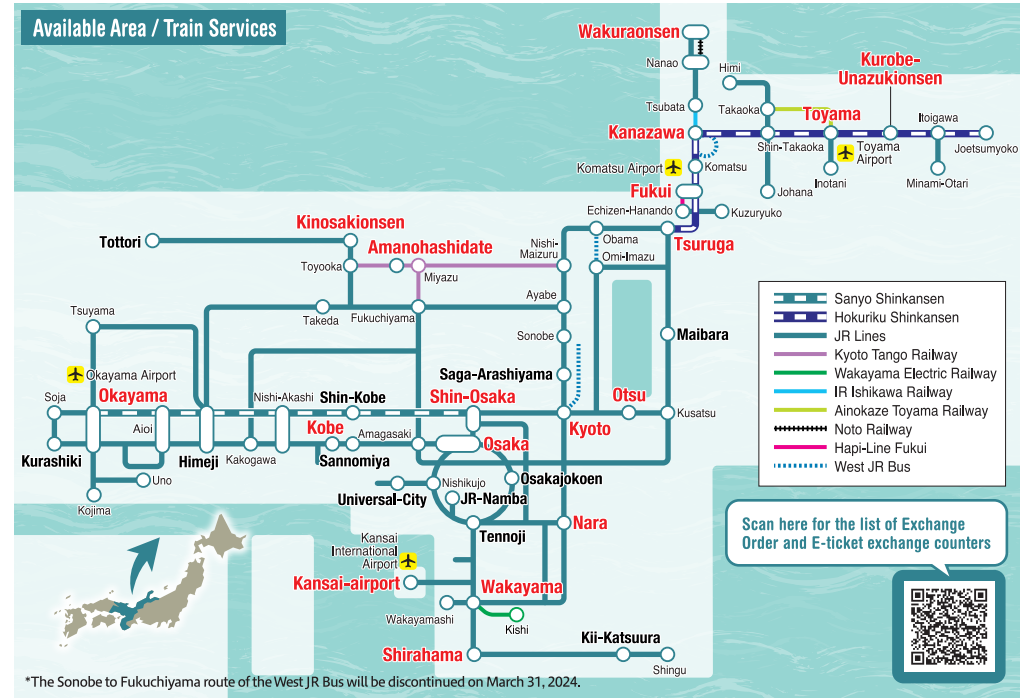 Available Area / Train Services
Wakuraonsen
Nanao
Himi
Kurobe-
Unazukionsen
Tsubata
Takaoka
Toyama
Itoigawa
Kanazawa
Shin-Takaoka
Toyama
Airport
Joetsumyoko
Komatsu Airport
Komatsu
Inotani
Minami-Otari
Fukui
Johana
Echizen-Hanando
Kuzuryuko
Kinosakionsen
Tottori
Amanohashidate
Nishi-
Maizuru
Obama
Tsuruga
Toyooka
Miyazu
Omi-Imazu
Ayabe
Tsuyama
Takeda
Fukuchiyama
Sonobe
Maibara
Saga-Arashiyama
Okayama Airport
Soja
Okayama
Nishi-Akashi
Shin-Kobe
Shin-Osaka
Otsu
Aioi
Kobe
Amagasaki
Osaka
Kyoto
Kusatsu
Kurashiki
Himeji
Kakogawa
Sannomiya
Uno
Kojima
Universal-City
Nishikujo
Osakajokoen
JR-Namba
Tennoji
Nara
Kansai
International
Airport
Kansai-airport
Wakayama
Wakayamashi
Kishi
Shirahama
Kii-Katsuura
Shingu
Sanyo Shinkansen
Hokuriku Shinkansen
JR Lines
Kyoto Tango Railway
Wakayama Electric Railway
IR Ishikawa Railway
Ainokaze Toyama Railway
Noto Railway
Hapi-Line Fukui
West JR Bus
Scan here for the list of Exchange
Order and E-ticket exchange counters
*The Sonobe to Fukuchiyama route of the West JR Bus will be discontinued on March 31, 2024.